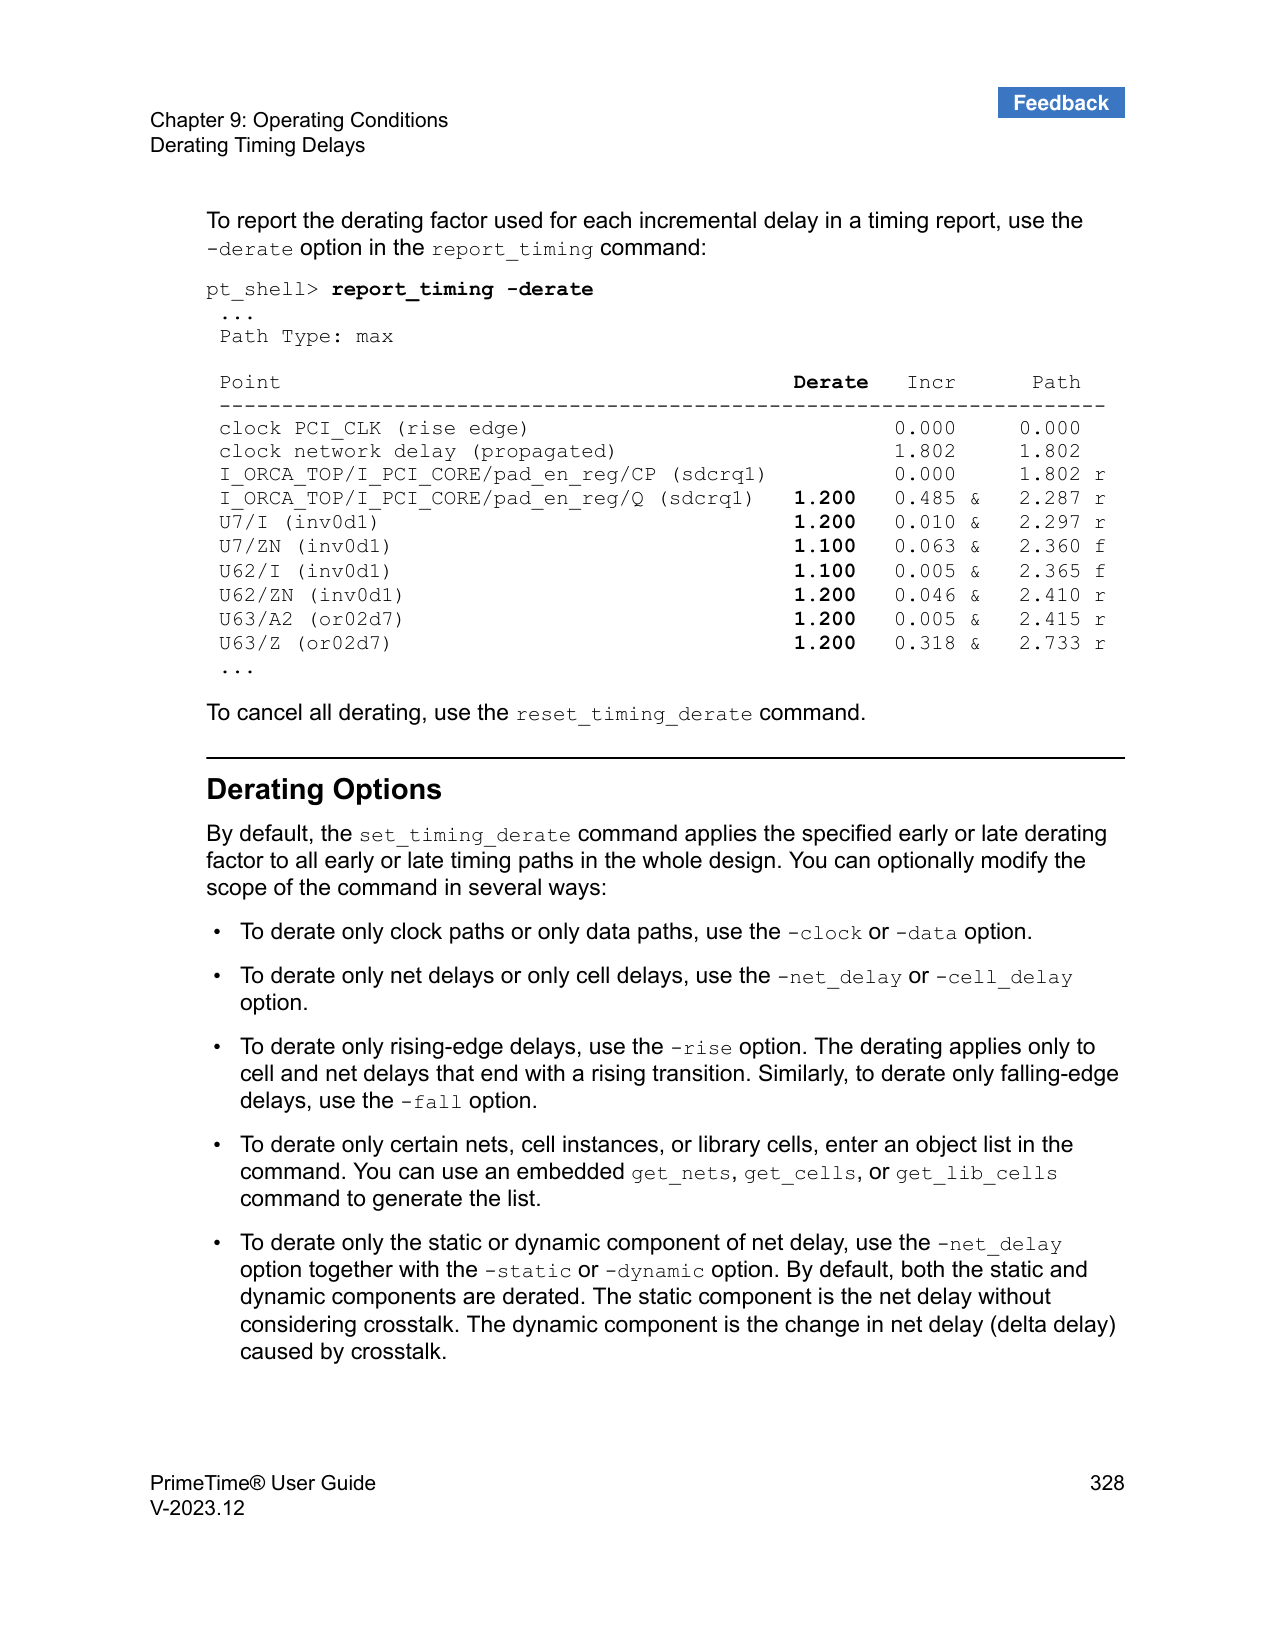 Feedback
Chapter 9: Operating Conditions
Derating Timing Delays
To report the derating factor used for each incremental delay in a timing report, use the
-derate option in the report_timing command:
pt_shell> report_timing -derate
...
Path Type: max
Point Derate Incr Path
-----------------------------------------------------------------------
clock PCI_CLK (rise edge) 0.000 0.000
clock network delay (propagated) 1.802 1.802
I_ORCA_TOP/I_PCI_CORE/pad_en_reg/CP (sdcrq1) 0.000 1.802 r
I_ORCA_TOP/I_PCI_CORE/pad_en_reg/Q (sdcrq1) 1.200 0.485 & 2.287 r
U7/I (inv0d1) 1.200 0.010 & 2.297 r
U7/ZN (inv0d1) 1.100 0.063 & 2.360 f
U62/I (inv0d1) 1.100 0.005 & 2.365 f
U62/ZN (inv0d1) 1.200 0.046 & 2.410 r
U63/A2 (or02d7) 1.200 0.005 & 2.415 r
U63/Z (or02d7) 1.200 0.318 & 2.733 r
...
To cancel all derating, use the reset_timing_derate command.
Derating Options
By default, the set_timing_derate command applies the specified early or late derating
factor to all early or late timing paths in the whole design. You can optionally modify the
scope of the command in several ways:
• To derate only clock paths or only data paths, use the -clock or -data option.
• To derate only net delays or only cell delays, use the -net_delay or -cell_delay
option.
• To derate only rising-edge delays, use the -rise option. The derating applies only to
cell and net delays that end with a rising transition. Similarly, to derate only falling-edge
delays, use the -fall option.
• To derate only certain nets, cell instances, or library cells, enter an object list in the
command. You can use an embedded get_nets, get_cells, or get_lib_cells
command to generate the list.
• To derate only the static or dynamic component of net delay, use the -net_delay
option together with the -static or -dynamic option. By default, both the static and
dynamic components are derated. The static component is the net delay without
considering crosstalk. The dynamic component is the change in net delay (delta delay)
caused by crosstalk.
PrimeTime® User Guide 328
V-2023.12